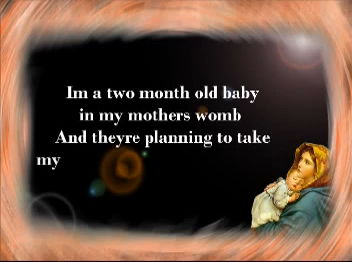 Im a two month old baby
in my mothers womb
And theyre planning to take
my